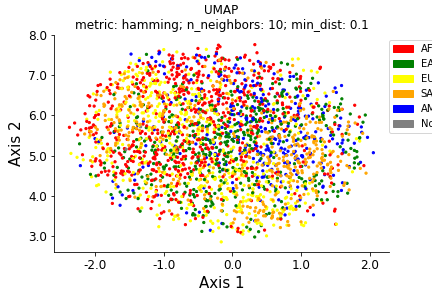 UMAP
metric: hamming; n_neighbors: 10; min_dist: 0.1
8.0
7.0
6.0
5.0
4.0
3.0
Axis 2
-2.0 -1.0 0.0 1.0 2.0
Axis 1
AF
EA
EU
SA
AM
No